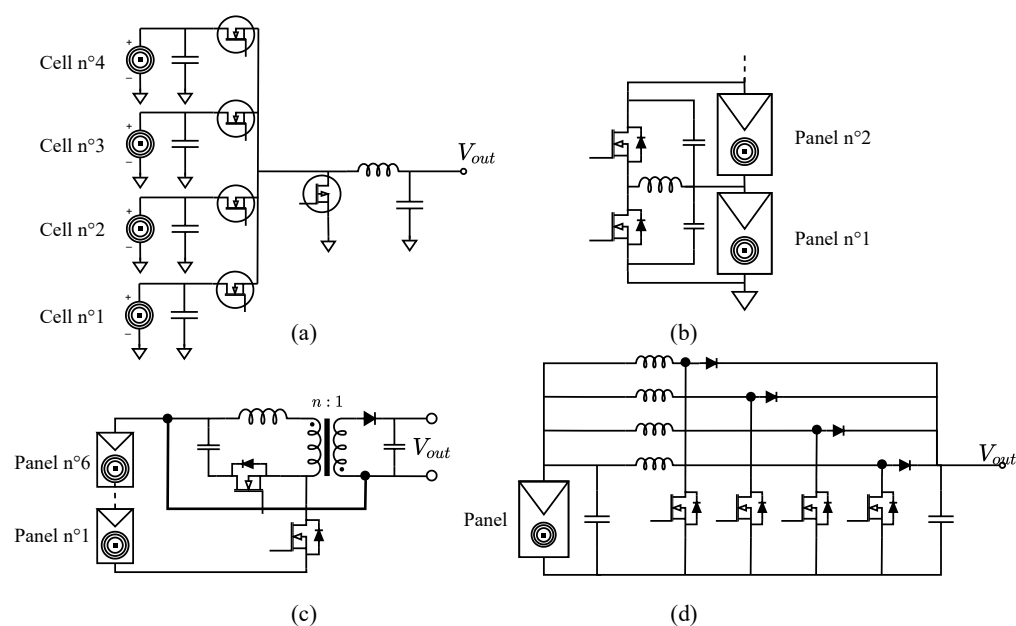 Cell n°4
Cell n°3
Cell n°2
Cell n°1
+
−
+
−
+
−
+
−
V_out
(a)
Panel n°2
Panel n°1
(b)
n : 1
Panel n°6
Panel n°1
V_out
(c)
Panel
V_out
(d)